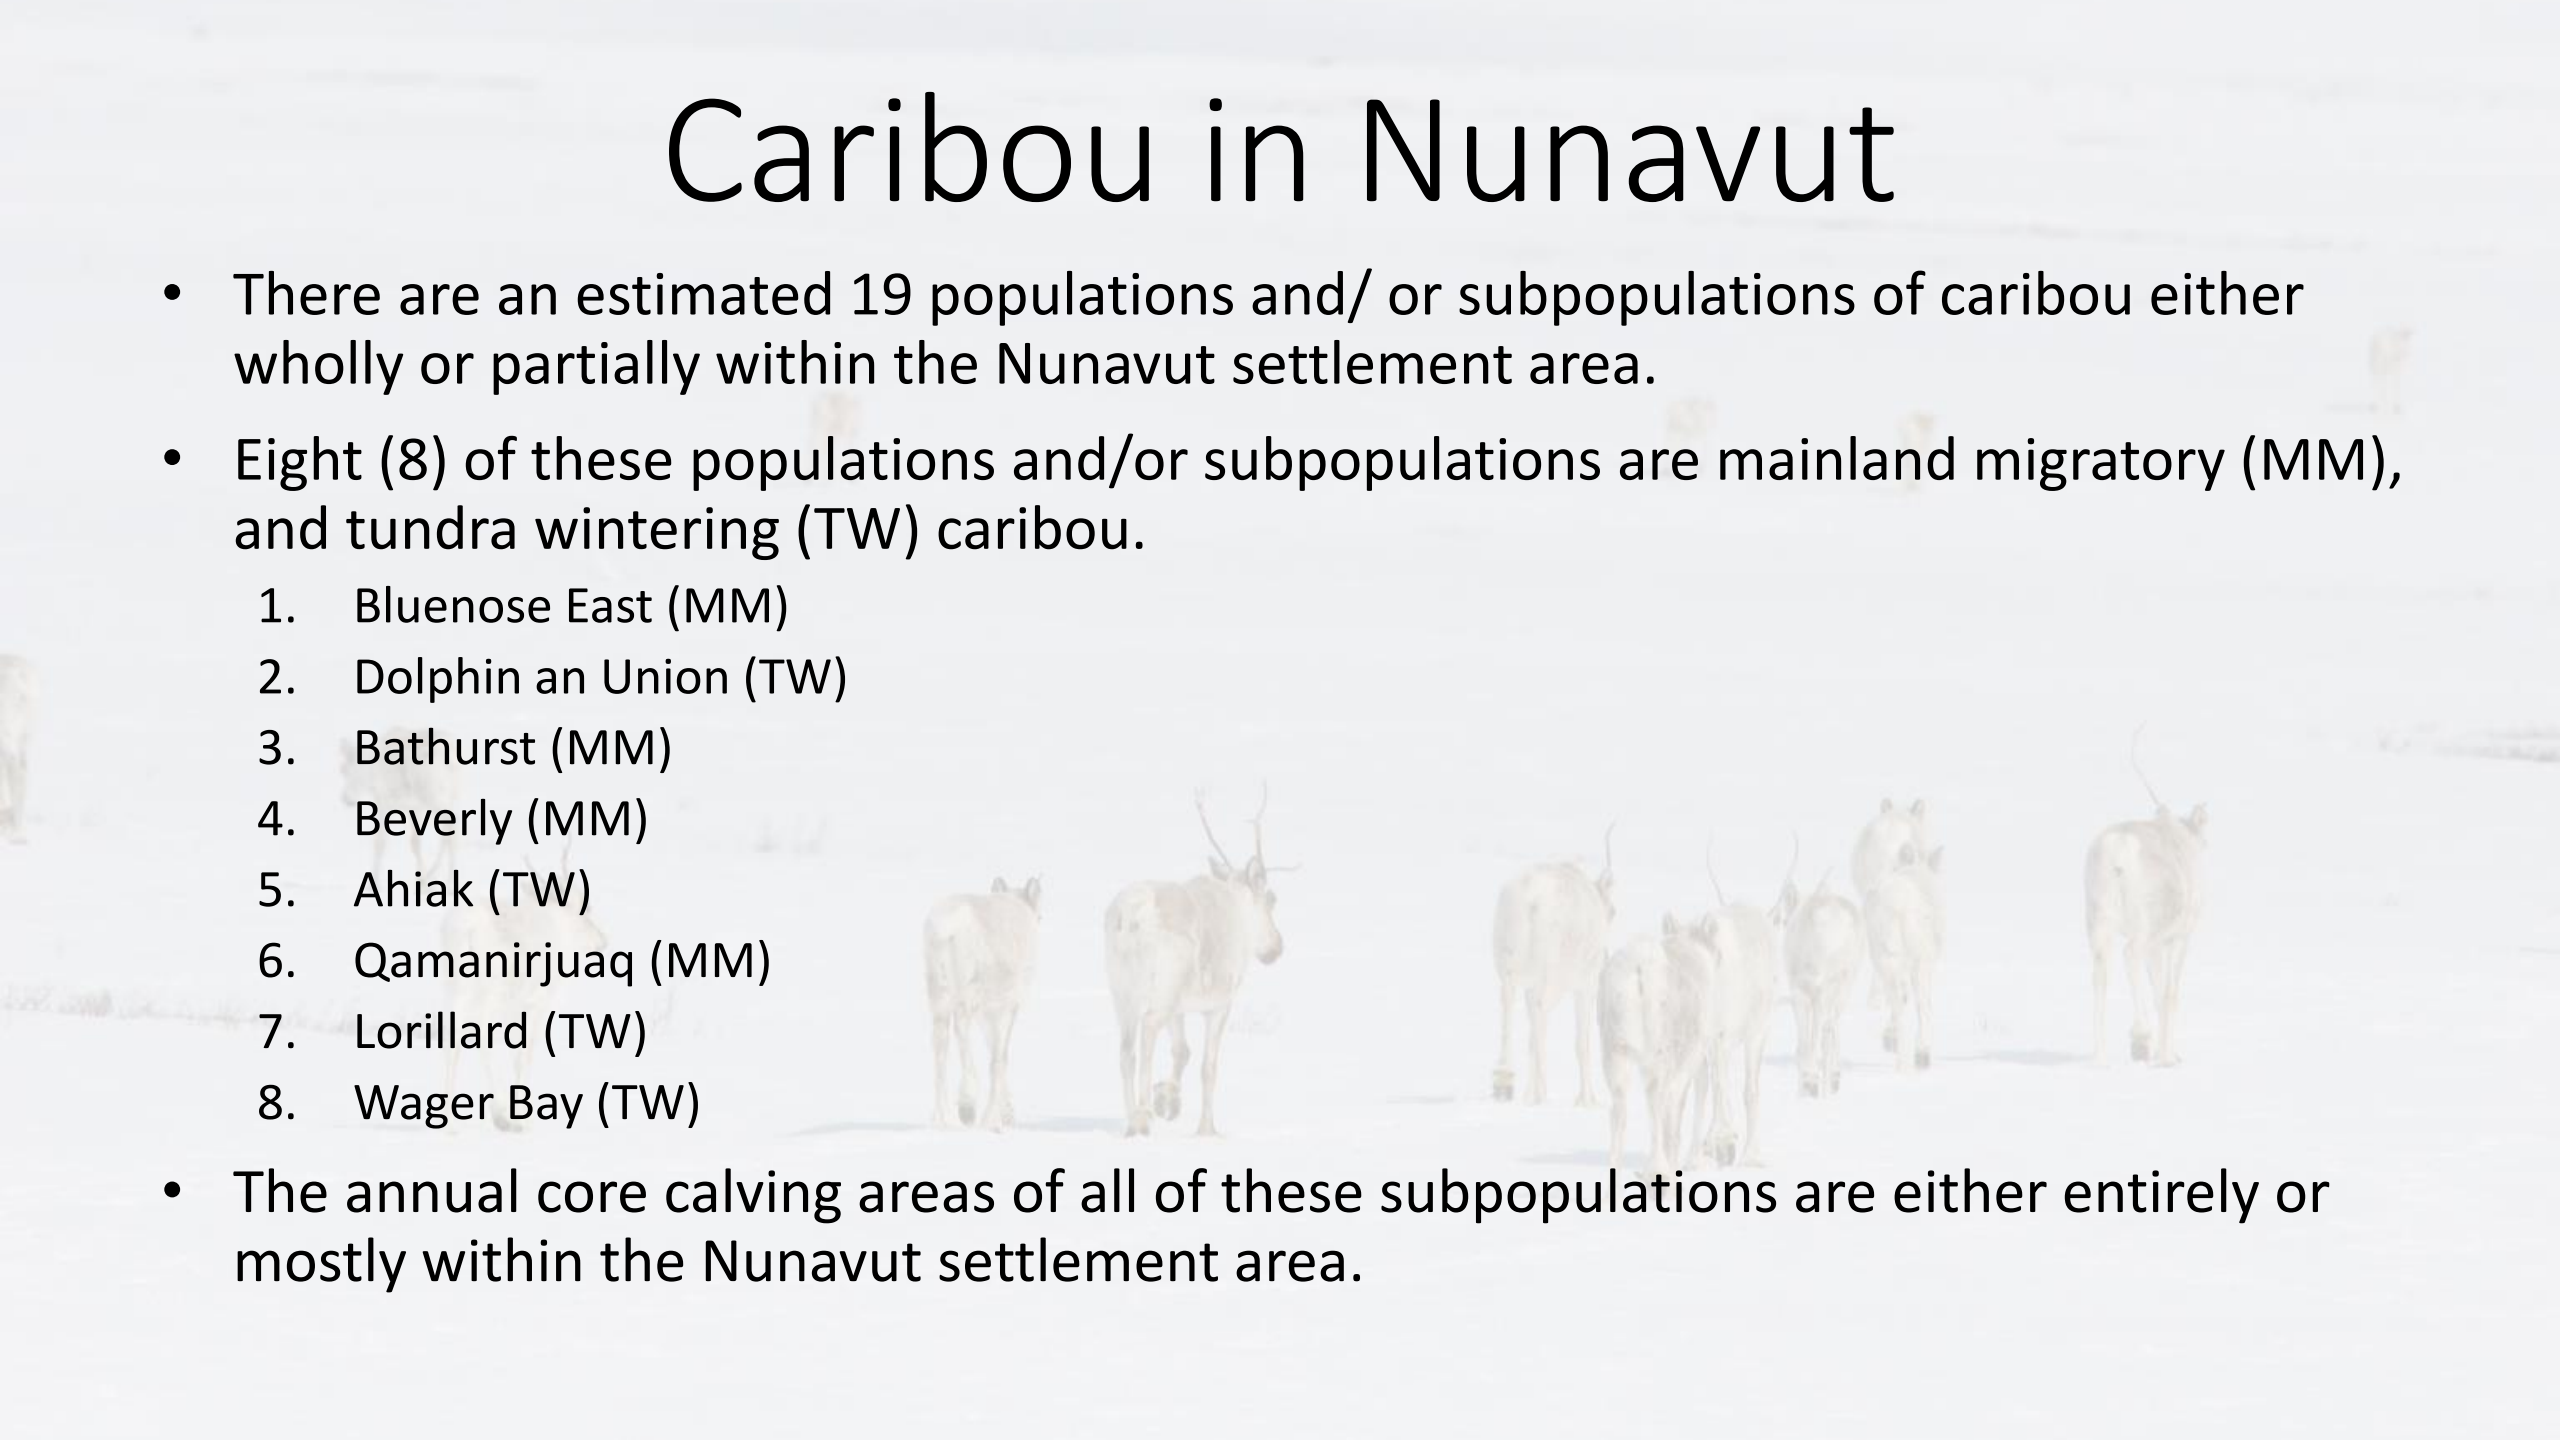 Caribou in Nunavut
• There are an estimated 19 populations and/ or subpopulations of caribou either
wholly or partially within the Nunavut settlement area.
• Eight (8) of these populations and/or subpopulations are mainland migratory (MM),
and tundra wintering (TW) caribou.
1. Bluenose East (MM)
2. Dolphin an Union (TW)
3. Bathurst (MM)
4. Beverly (MM)
5. Ahiak (TW)
6. Qamanirjuaq (MM)
7. Lorillard (TW)
8. Wager Bay (TW)
• The annual core calving areas of all of these subpopulations are either entirely or
mostly within the Nunavut settlement area.